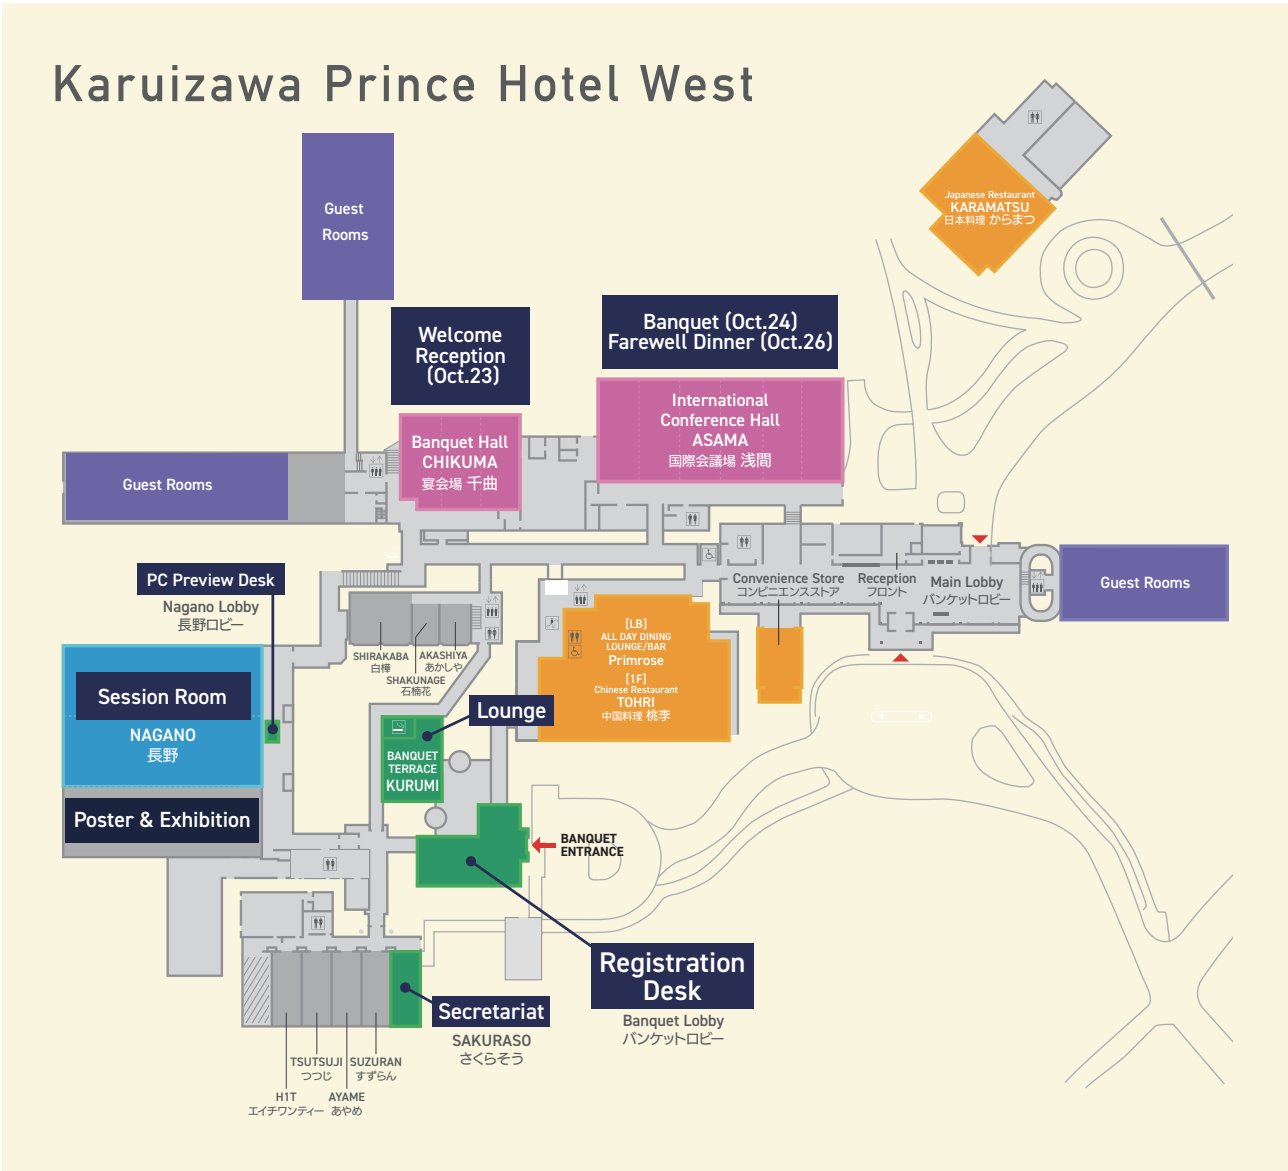 Karuizawa Prince Hotel West
Guest
Rooms
Japanese Restaurant
KARAMATSU
日本料理 からまつ
Welcome
Reception
(Oct.23)
Banquet (Oct.24)
Farewell Dinner (Oct.26)
International
Conference Hall
ASAMA
国際会議場 浅間
Banquet Hall
CHIKUMA
宴会場 千曲
Guest Rooms
PC Preview Desk
Nagano Lobby
長野ロビー
Convenience Store
コンビニエンスストア
Reception
フロント
Main Lobby
バンケットロビー
Guest Rooms
SHIRAKABA
白樺
SHAKUNAGE
石楠花
AKASHIYA
あかしや
[LB]
ALL DAY DINING
LOUNGE/BAR
Primrose
[1F]
Chinese Restaurant
TOHRI
中国料理 桃李
Session Room
NAGANO
長野
Lounge
BANQUET
TERRACE
KURUMI
Poster & Exhibition
BANQUET
ENTRANCE
Registration
Desk
Banquet Lobby
バンケットロビー
Secretariat
SAKURASO
さくらそう
TSUTSUJI
つつじ
SUZURAN
すずらん
H1T
エイチワンティー
AYAME
あやめ